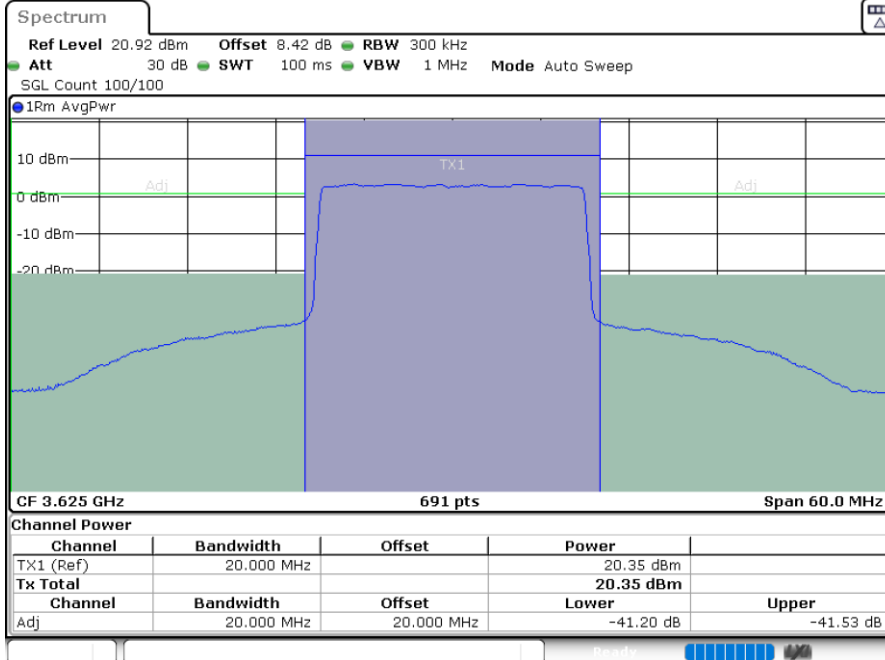 Spectrum
Ref Level 20.92 dBm Offset 8.42 dB RBW 300 kHz
Att 30 dB SWT 100 ms VBW 1 MHz Mode Auto Sweep
SGL Count 100/100
1Rm AvgPwr
10 dBm
TX1
Adj Adj
0 dBm
-10 dBm
-20 dBm
CF 3.625 GHz 691 pts Span 60.0 MHz
Channel Power
Channel Bandwidth Offset Power
TX1 (Ref) 20.000 MHz 20.35 dBm
Tx Total 20.35 dBm
Channel Bandwidth Offset Lower Upper
Adj 20.000 MHz 20.000 MHz -41.20 dB -41.53 dB
Ready